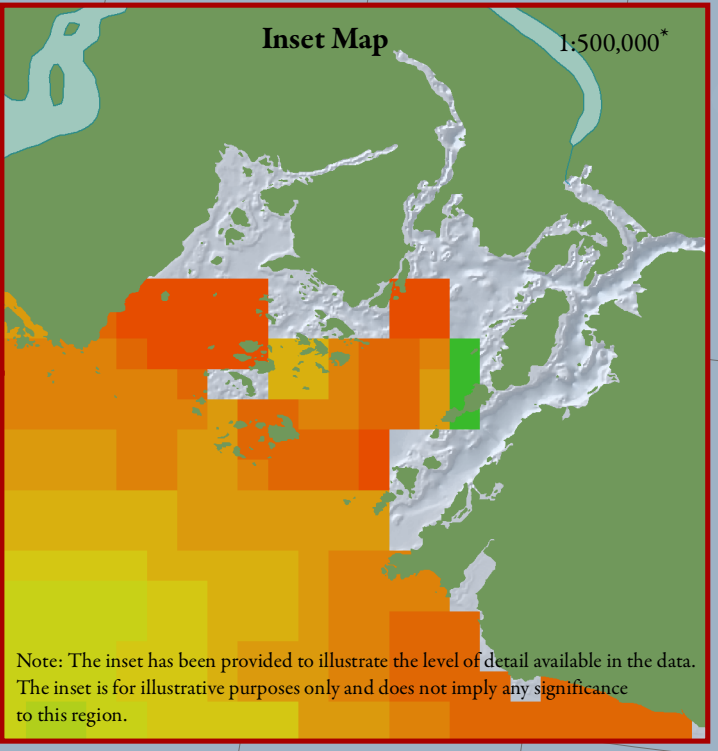 Inset Map
1:500,000*
Note: The inset has been provided to illustrate the level of detail available in the data.
The inset is for illustrative purposes only and does not imply any significance
to this region.